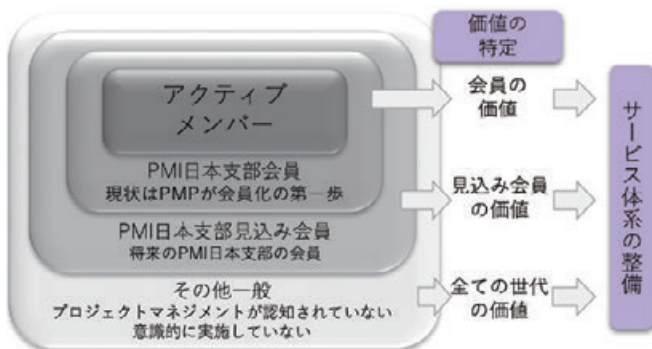 アクティブ
メンバー
PMI日本支部会員
現状はPMPが会員化の第一歩
PMI日本支部見込み会員
将来のPMI日本支部の会員
その他一般
プロジェクトマネジメントが認知されていない
意識的に実施していない
価値の
特定
会員の
価値
見込み会員
の価値
全ての世代
の価値
サービス体系の整備